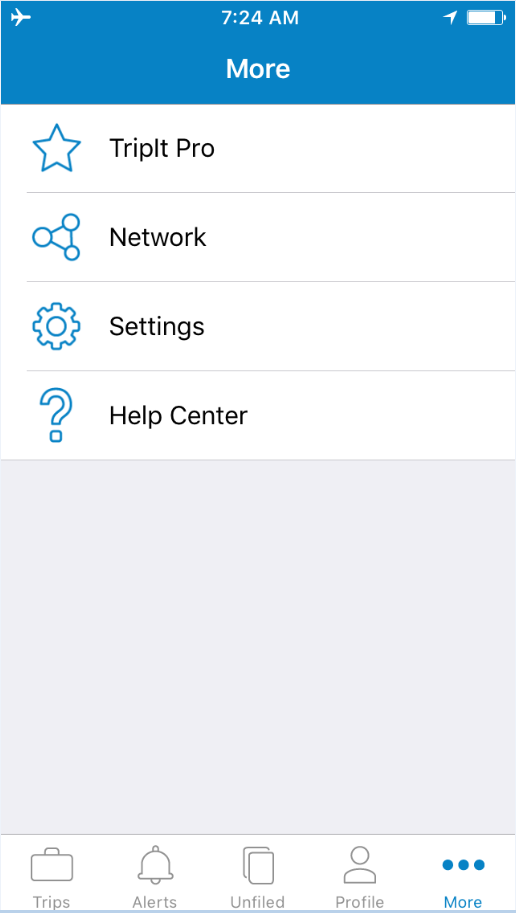 7:24 AM
More
TripIt Pro
Network
Settings
Help Center
Trips
Alerts
Unfiled
Profile
More